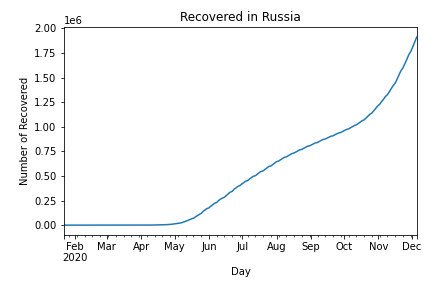 Recovered in Russia
1e6
2.00
1.75
1.50
1.25
1.00
0.75
0.50
0.25
0.00
Number of Recovered
Feb Mar Apr May Jun Jul Aug Sep Oct Nov Dec
2020
Day